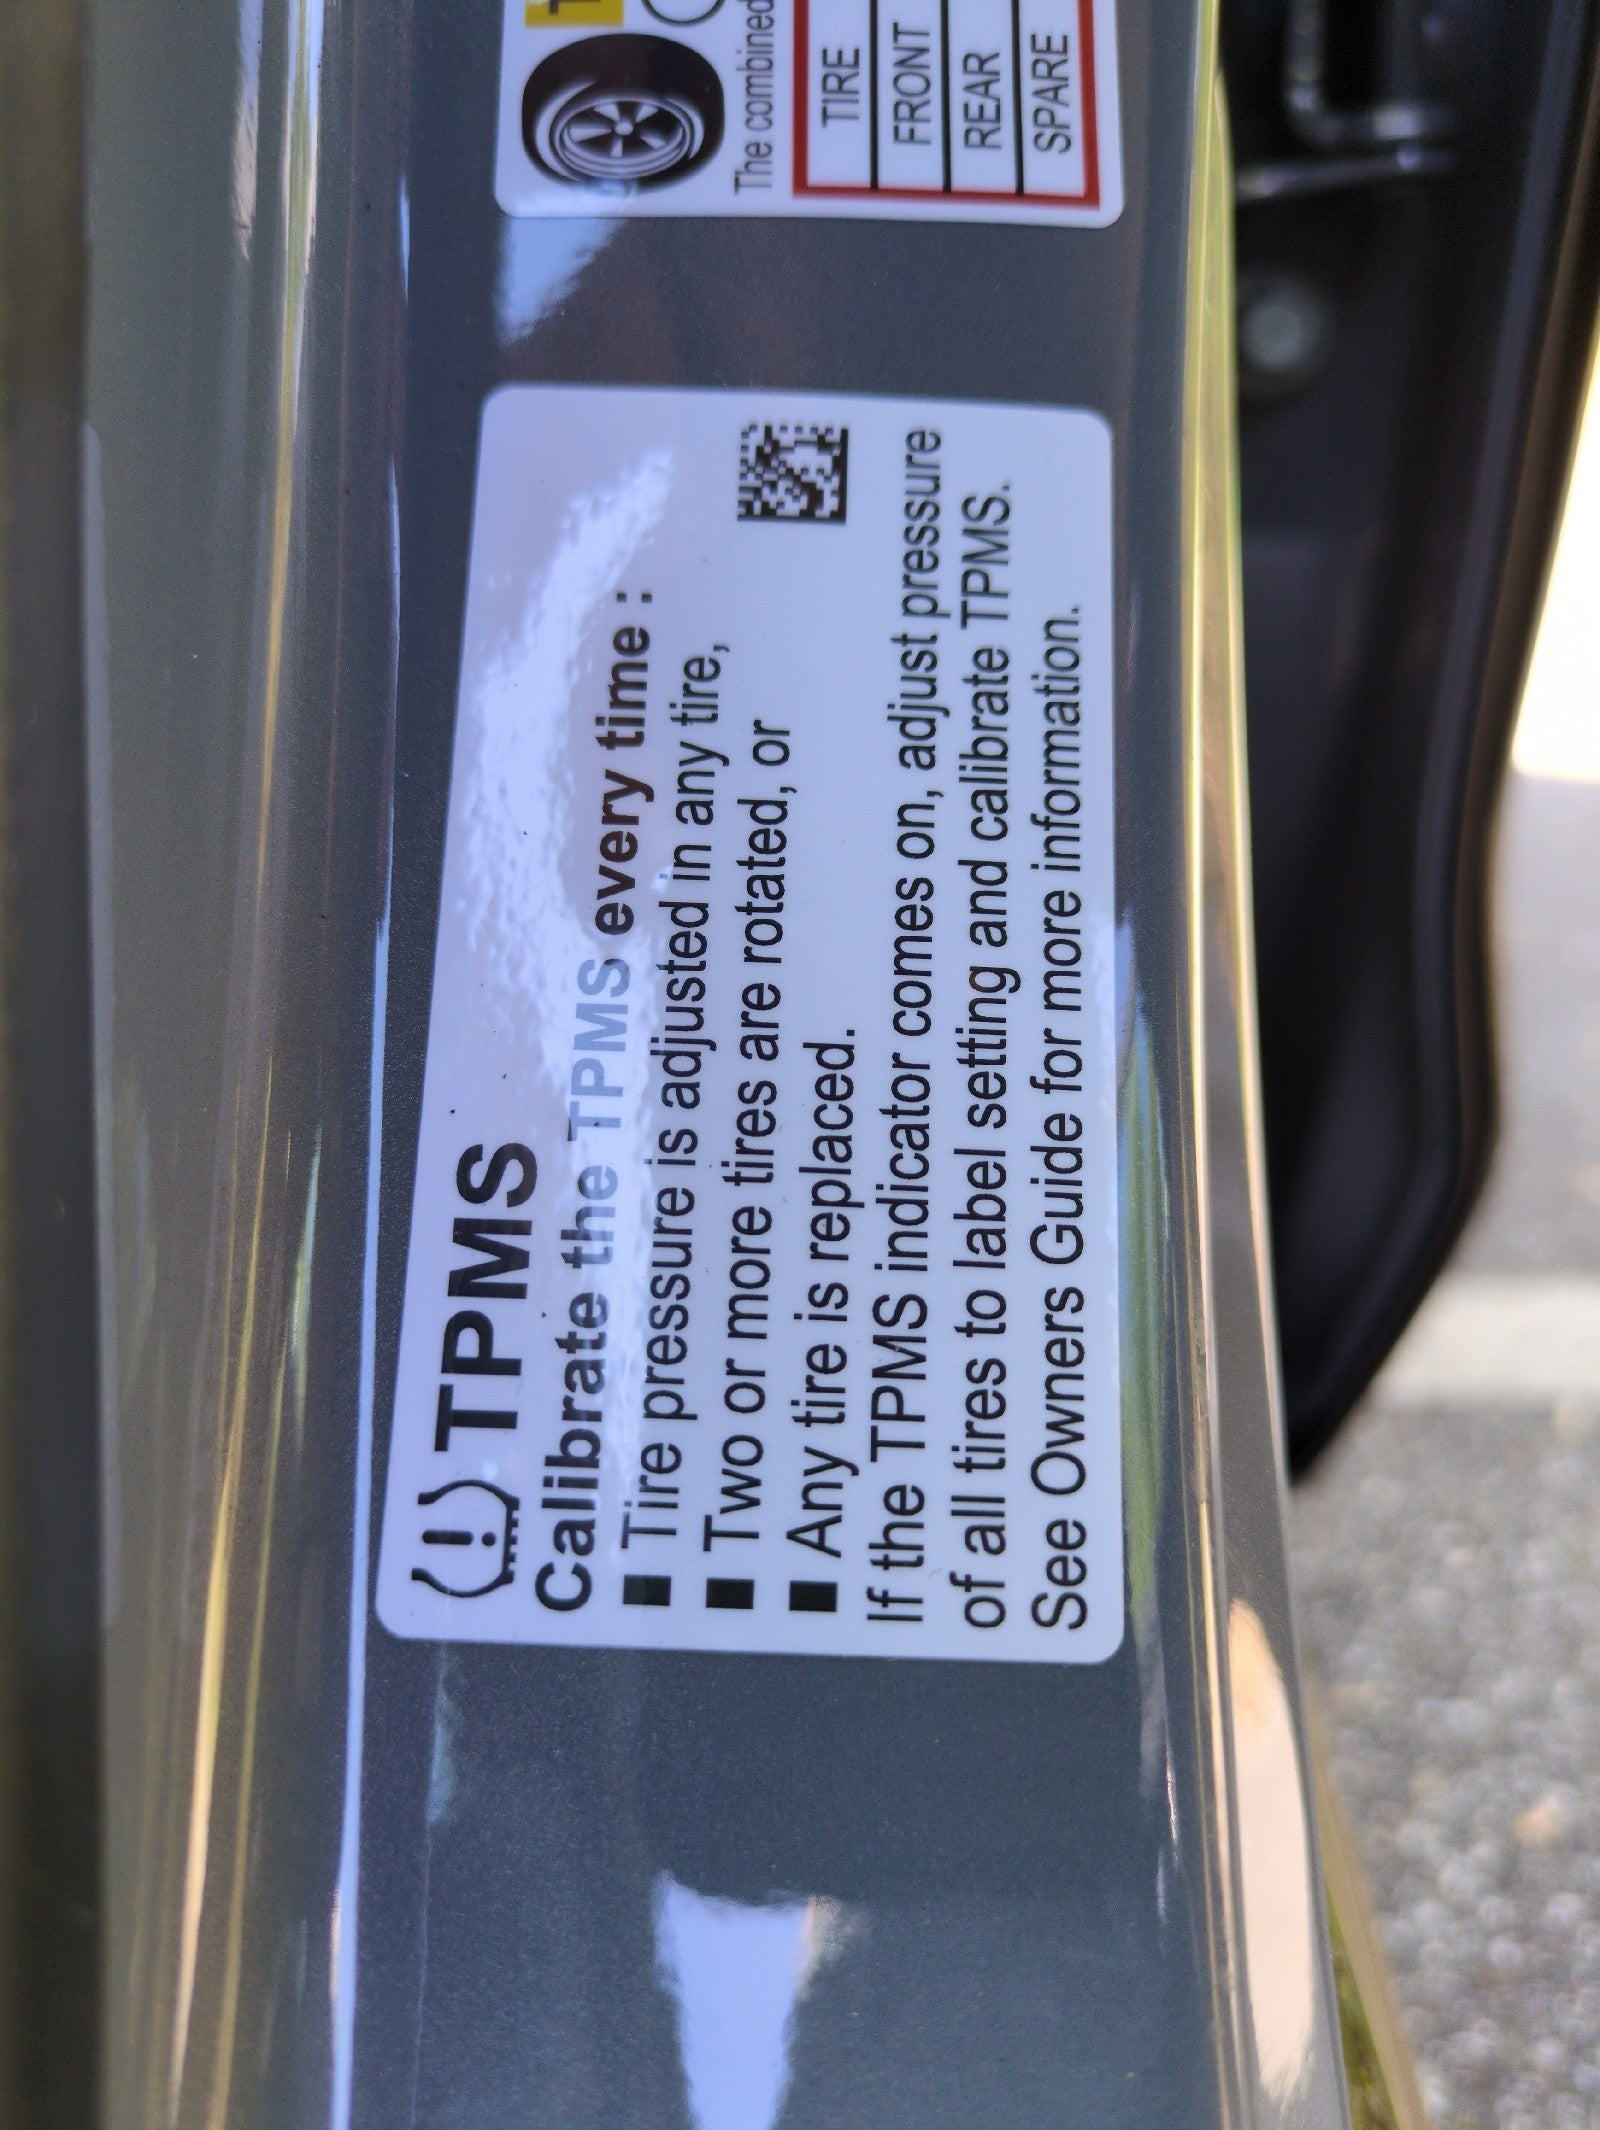 The combined
TIRE
FRONT
REAR
SPARE
TPMS
Calibrate the TPMS every time :
■ Tire pressure is adjusted in any tire,
■ Two or more tires are rotated, or
■ Any tire is replaced.
If the TPMS indicator comes on, adjust pressure
of all tires to label setting and calibrate TPMS.
See Owners Guide for more information.